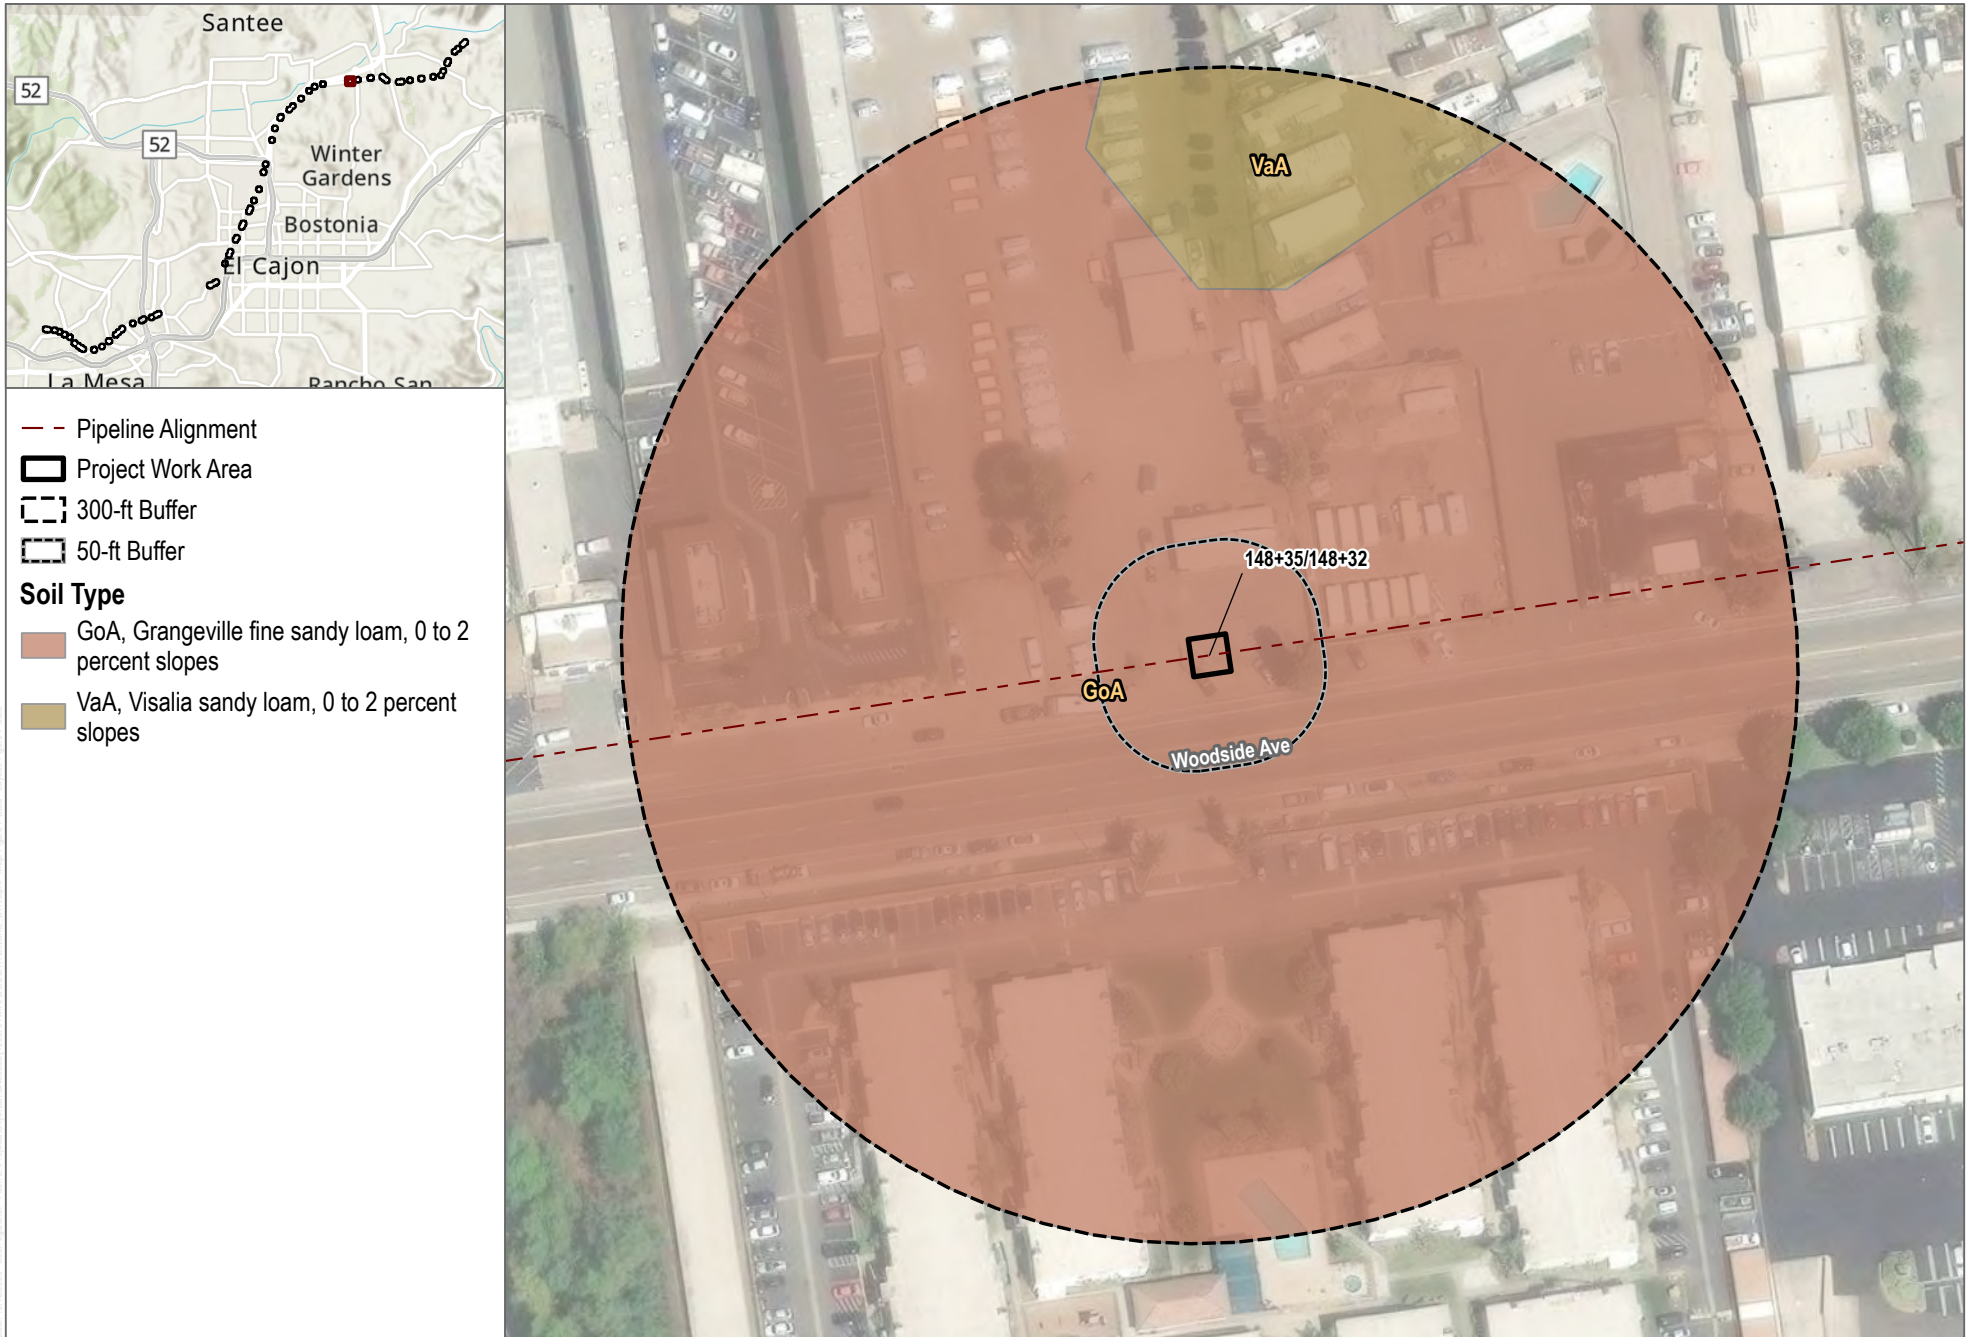 Santee
52
52
Winter
Gardens
Bostonia
El Cajon
La Mesa
Rancho San
Pipeline Alignment
Project Work Area
300-ft Buffer
50-ft Buffer
Soil Type
GoA, Grangeville fine sandy loam, 0 to 2
percent slopes
VaA, Visalia sandy loam, 0 to 2 percent
slopes
VaA
148+35/148+32
GoA
Woodside Ave